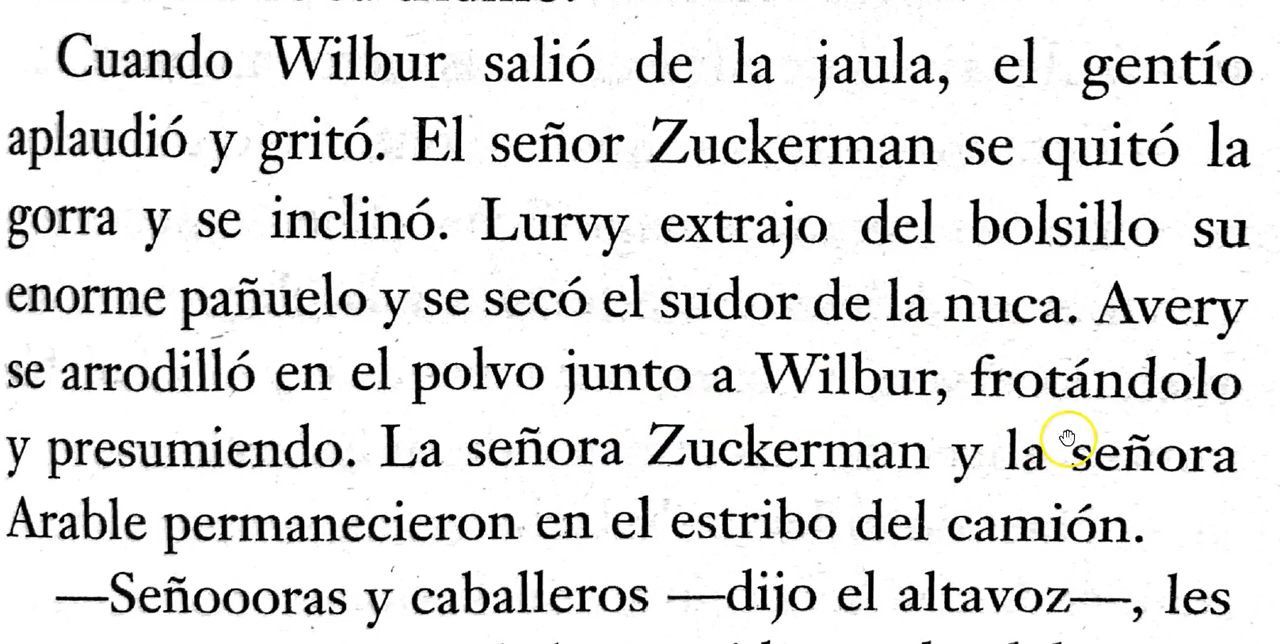 Cuando Wilbur salió de la jaula, el gentío
aplaudió y gritó. El señor Zuckerman se quitó la
gorra y se inclinó. Lurvy extrajo del bolsillo su
enorme pañuelo y se secó el sudor de la nuca. Avery
se arrodilló en el polvo junto a Wilbur, frotándolo
y presumiendo. La señora Zuckerman y la señora
Arable permanecieron en el estribo del camión.
—Señoooras y caballeros —dijo el altavoz—, les